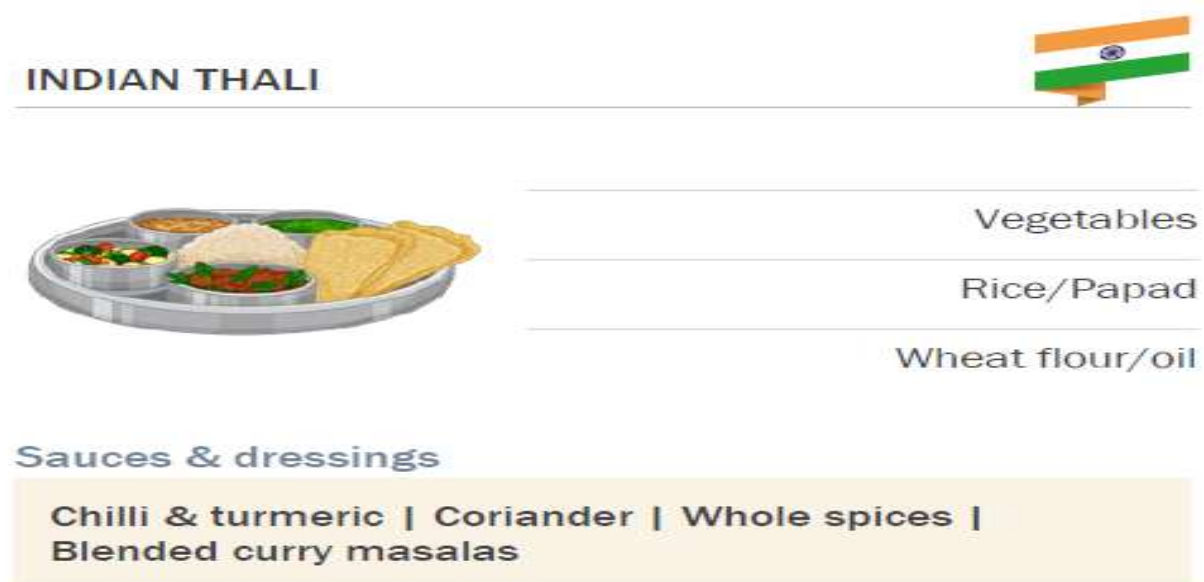 INDIAN THALI
Vegetables
Rice/Papad
Wheat flour/oil
Sauces & dressings
Chilli & turmeric | Coriander | Whole spices |
Blended curry masalas